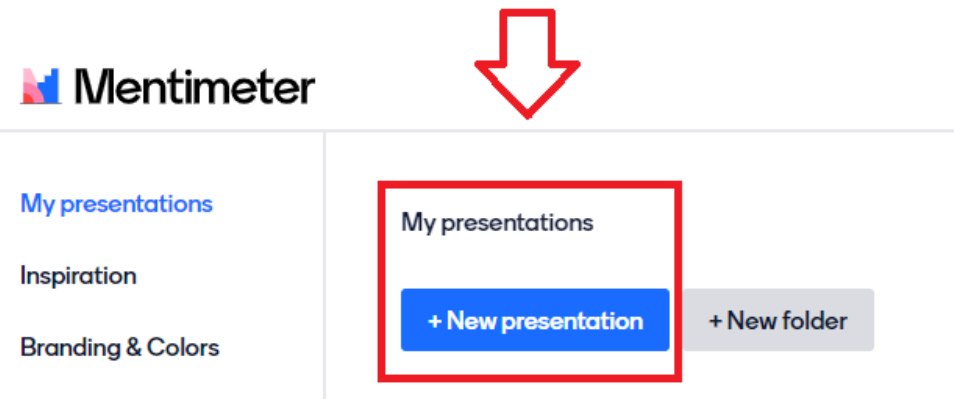 Mentimeter
My presentations
Inspiration
Branding & Colors
My presentations
+ New presentation
+ New folder